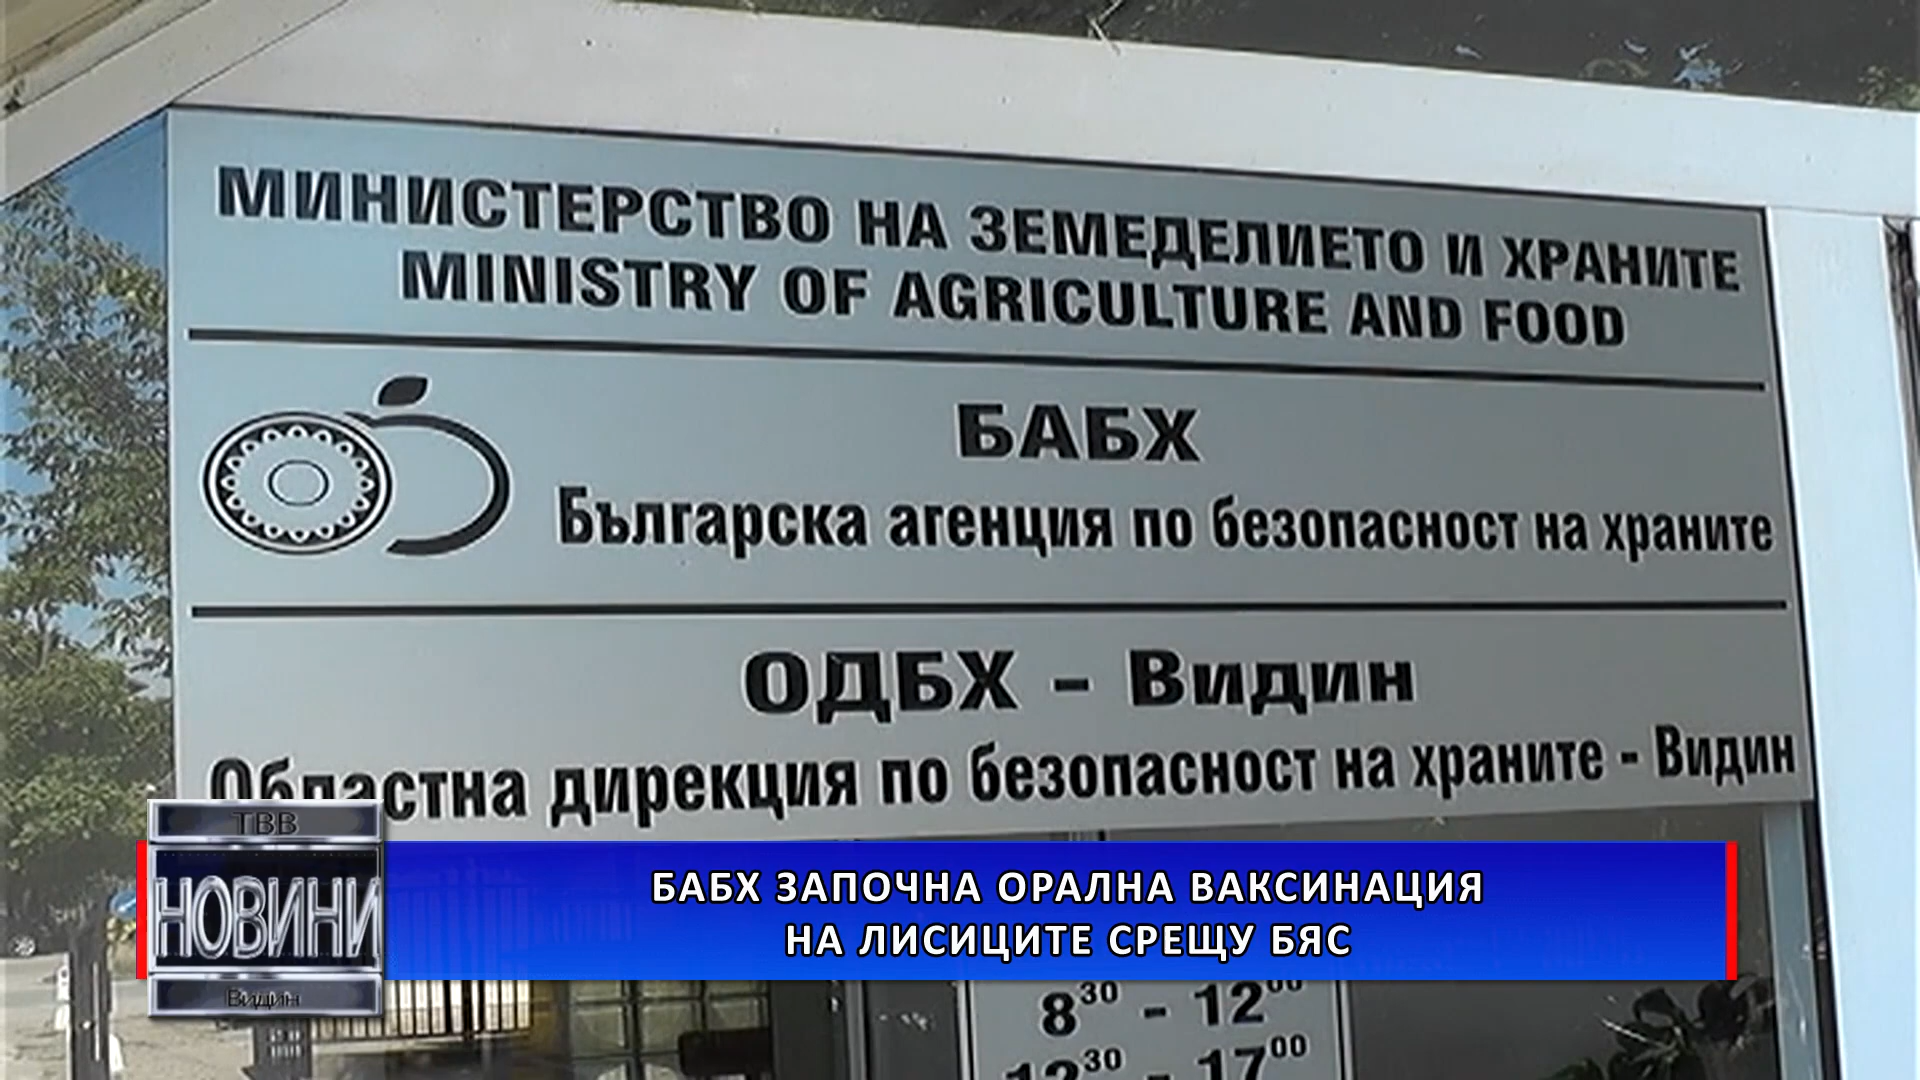 МИНИСТЕРСТВО НА ЗЕМЕДЕЛИЕТО И ХРАНИТЕ
MINISTRY OF AGRICULTURE AND FOOD
БАБХ
Българска агенция по безопасност на храните
ОДБХ - Видин
Областна дирекция по безопасност на храните - Видин
ТВВ
НОВИНИ
Видин
БАБХ ЗАПОЧНА ОРАЛНА ВАКСИНАЦИЯ
НА ЛИСИЦИТЕ СРЕЩУ БЯС
8³⁰ - 12⁰⁰
12³⁰ - 17⁰⁰